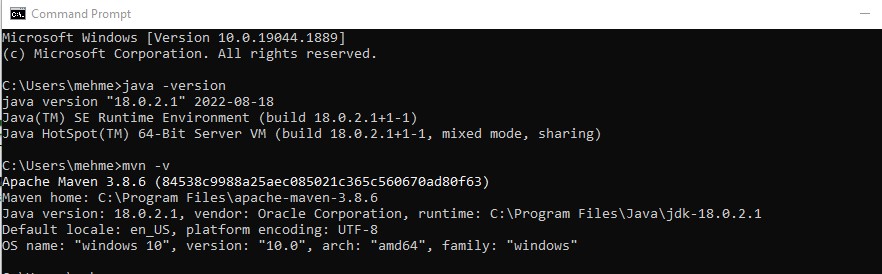 Command Prompt
Microsoft Windows [Version 10.0.19044.1889]
(c) Microsoft Corporation. All rights reserved.
C:\Users\mehme>java -version
java version "18.0.2.1" 2022-08-18
Java(TM) SE Runtime Environment (build 18.0.2.1+1-1)
Java HotSpot(TM) 64-Bit Server VM (build 18.0.2.1+1-1, mixed mode, sharing)
C:\Users\mehme>mvn -v
Apache Maven 3.8.6 (84538c9988a25aec085021c365c560670ad80f63)
Maven home: C:\Program Files\apache-maven-3.8.6
Java version: 18.0.2.1, vendor: Oracle Corporation, runtime: C:\Program Files\Java\jdk-18.0.2.1
Default locale: en_US, platform encoding: UTF-8
OS name: "windows 10", version: "10.0", arch: "amd64", family: "windows"